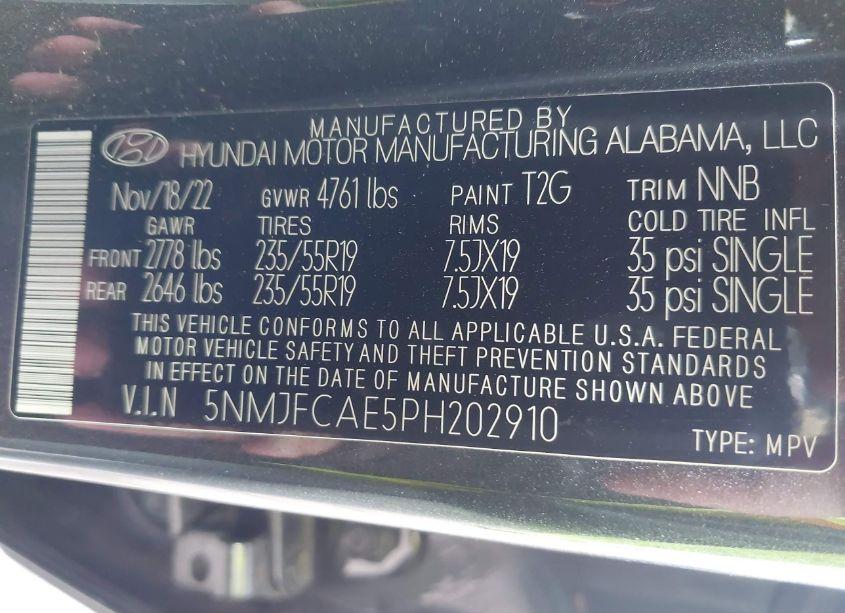 MANUFACTURED BY
HYUNDAI MOTOR MANUFACTURING ALABAMA, LLC
Nov/18/22 GVWR 4761 lbs PAINT T2G TRIM NNB
GAWR TIRES RIMS COLD TIRE INFL
FRONT 2778 lbs 235/55R19 7.5JX19 35 psi SINGLE
REAR 2646 lbs 235/55R19 7.5JX19 35 psi SINGLE
THIS VEHICLE CONFORMS TO ALL APPLICABLE U.S.A. FEDERAL
MOTOR VEHICLE SAFETY AND THEFT PREVENTION STANDARDS
IN EFFECT ON THE DATE OF MANUFACTURE SHOWN ABOVE
V.I.N 5NMJFCAE5PH202910
TYPE: MPV